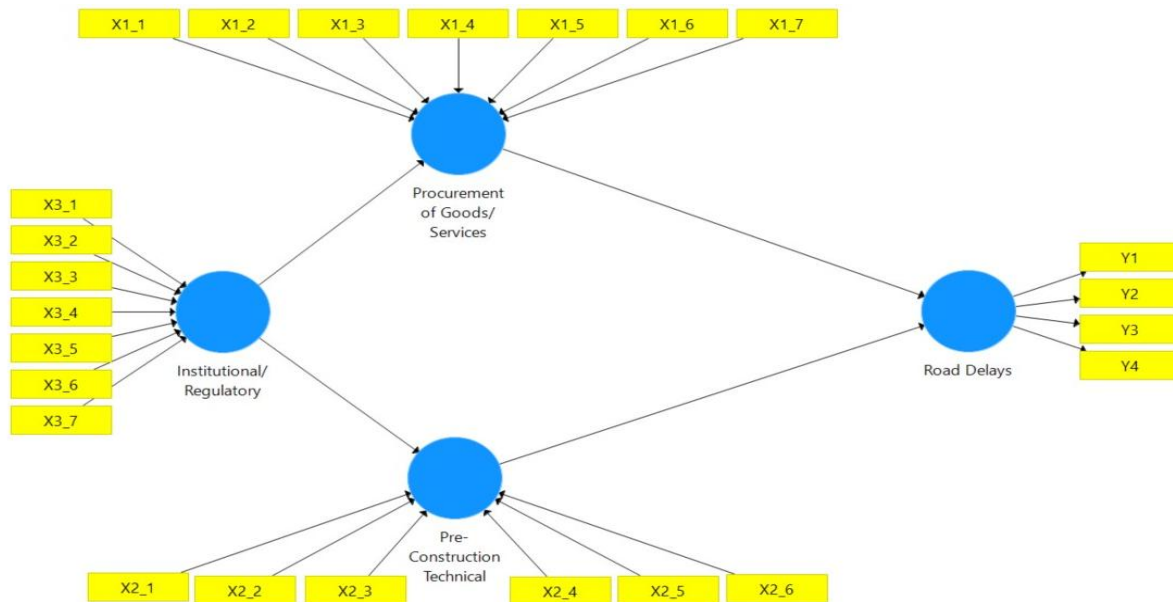 X1_1 X1_2 X1_3 X1_4 X1_5 X1_6 X1_7
Procurement
of Goods/
Services
X3_1
X3_2
X3_3
X3_4
X3_5
X3_6
X3_7
Institutional/
Regulatory
Y1
Y2
Y3
Y4
Road Delays
Pre-
Construction
Technical
X2_1 X2_2 X2_3 X2_4 X2_5 X2_6